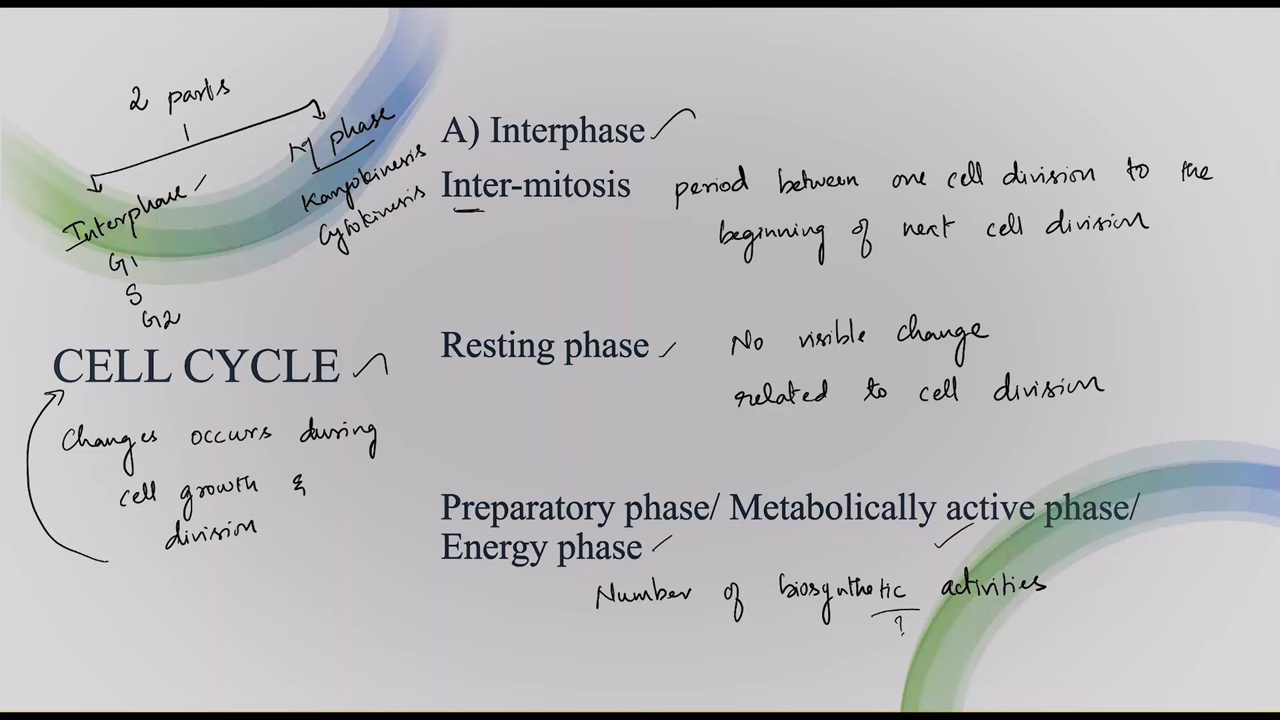 2 parts
Interphase
G1
S
G2
M phase
Karyokinesis
Cytokinesis
CELL CYCLE
Changes occurs during
cell growth &
division
A) Interphase
Inter-mitosis period between one cell division to the
beginning of next cell division
Resting phase No visible change
related to cell division
Preparatory phase/ Metabolically active phase/
Energy phase
Number of biosynthetic activities
?